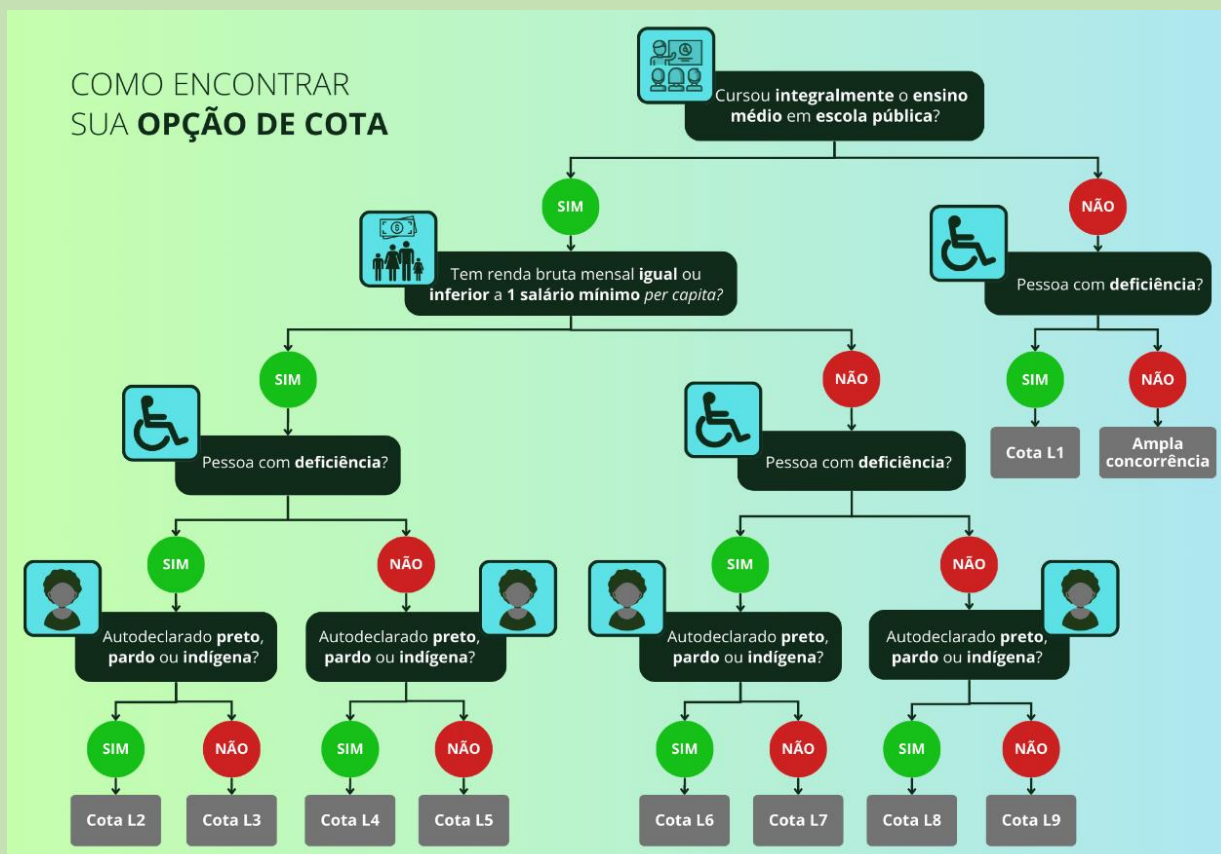 COMO ENCONTRAR
SUA OPÇÃO DE COTA
Cursou integralmente o ensino
médio em escola pública?
SIM
NÃO
Tem renda bruta mensal igual ou
inferior a 1 salário mínimo per capita?
Pessoa com deficiência?
SIM
NÃO
SIM
NÃO
Cota L1
Ampla
concorrência
Pessoa com deficiência?
Pessoa com deficiência?
SIM
NÃO
SIM
NÃO
Autodeclarado preto,
pardo ou indígena?
Autodeclarado preto,
pardo ou indígena?
Autodeclarado preto,
pardo ou indígena?
Autodeclarado preto,
pardo ou indígena?
SIM
NÃO
SIM
NÃO
SIM
NÃO
SIM
NÃO
Cota L2
Cota L3
Cota L4
Cota L5
Cota L6
Cota L7
Cota L8
Cota L9